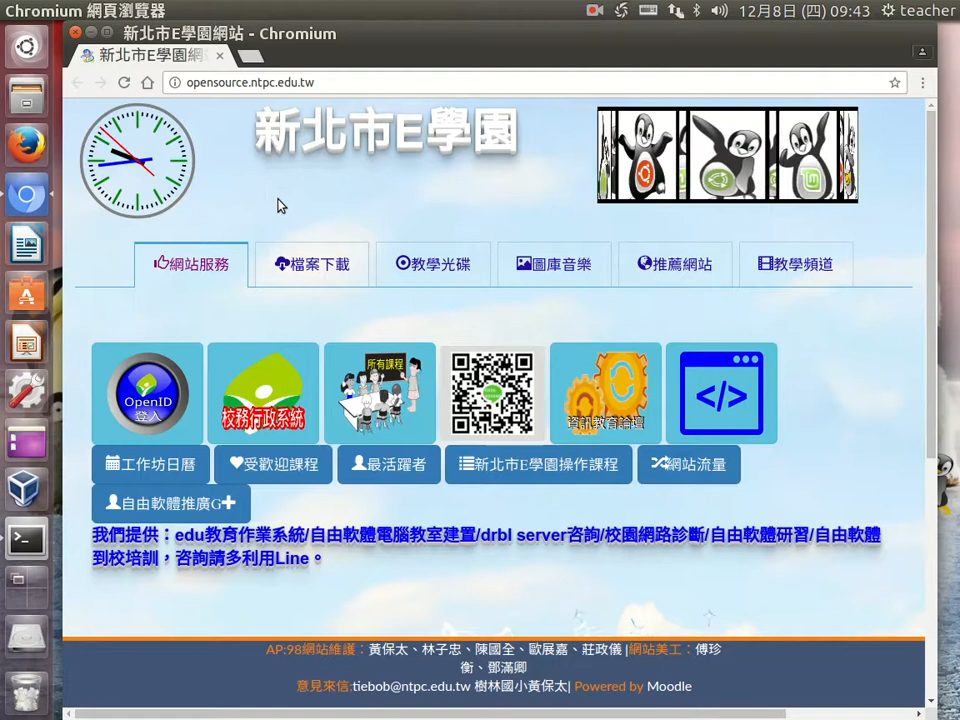 Chromium 網頁瀏覽器
12月8日 (四) 09:43 teacher
新北市E學園網站 - Chromium
新北市E學園網
opensource.ntpc.edu.tw
新北市E學園
網站服務 檔案下載 教學光碟 圖庫音樂 推薦網站 教學頻道
OpenID
登入
校務行政系統
所有課程
資訊教育論壇
</>
工作坊日曆 受歡迎課程 最活躍者 新北市E學園操作課程 網站流量
自由軟體推廣G+
我們提供：edu教育作業系統/自由軟體電腦教室建置/drbl server咨詢/校園網路診斷/自由軟體研習/自由軟體
到校培訓，咨詢請多利用Line。
AP:98網站維護：黃保太、林子忠、陳國全、歐展嘉、莊政儀 |網站美工：傅珍
衡、鄧滿卿
意見來信:tiebob@ntpc.edu.tw 樹林國小黃保太| Powered by Moodle